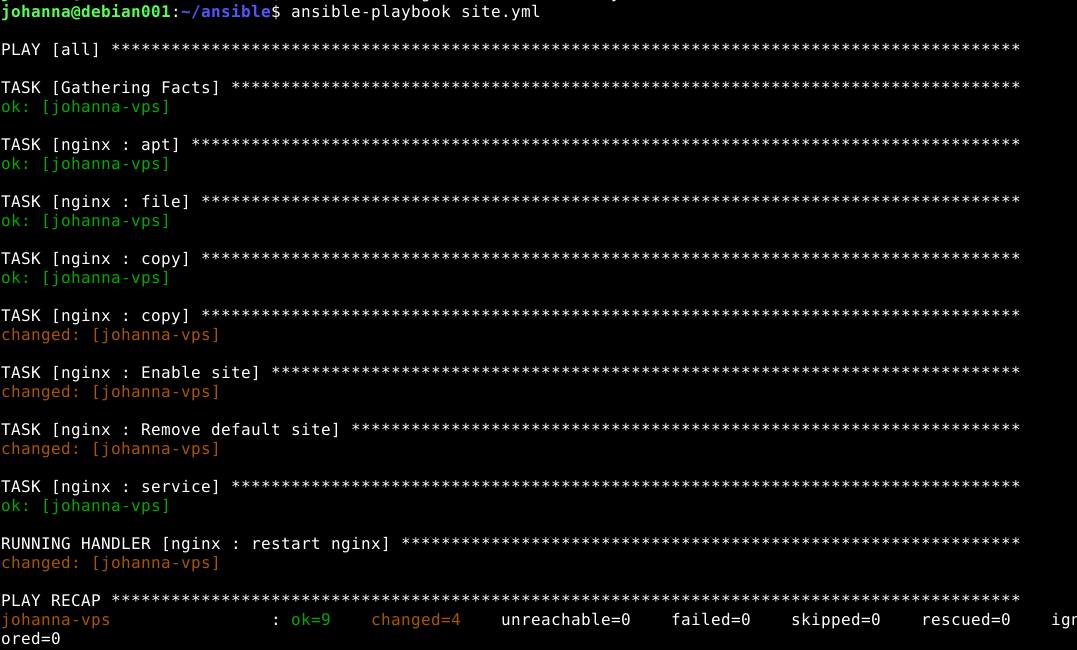 johanna@debian001:~/ansible$ ansible-playbook site.yml
PLAY [all] *******************************************************************************************
TASK [Gathering Facts] *******************************************************************************
ok: [johanna-vps]
TASK [nginx : apt] ***********************************************************************************
ok: [johanna-vps]
TASK [nginx : file] **********************************************************************************
ok: [johanna-vps]
TASK [nginx : copy] **********************************************************************************
ok: [johanna-vps]
TASK [nginx : copy] **********************************************************************************
changed: [johanna-vps]
TASK [nginx : Enable site] ***************************************************************************
changed: [johanna-vps]
TASK [nginx : Remove default site] *******************************************************************
changed: [johanna-vps]
TASK [nginx : service] *******************************************************************************
ok: [johanna-vps]
RUNNING HANDLER [nginx : restart nginx] **************************************************************
changed: [johanna-vps]
PLAY RECAP *******************************************************************************************
johanna-vps                : ok=9    changed=4    unreachable=0    failed=0    skipped=0    rescued=0    ign
ored=0